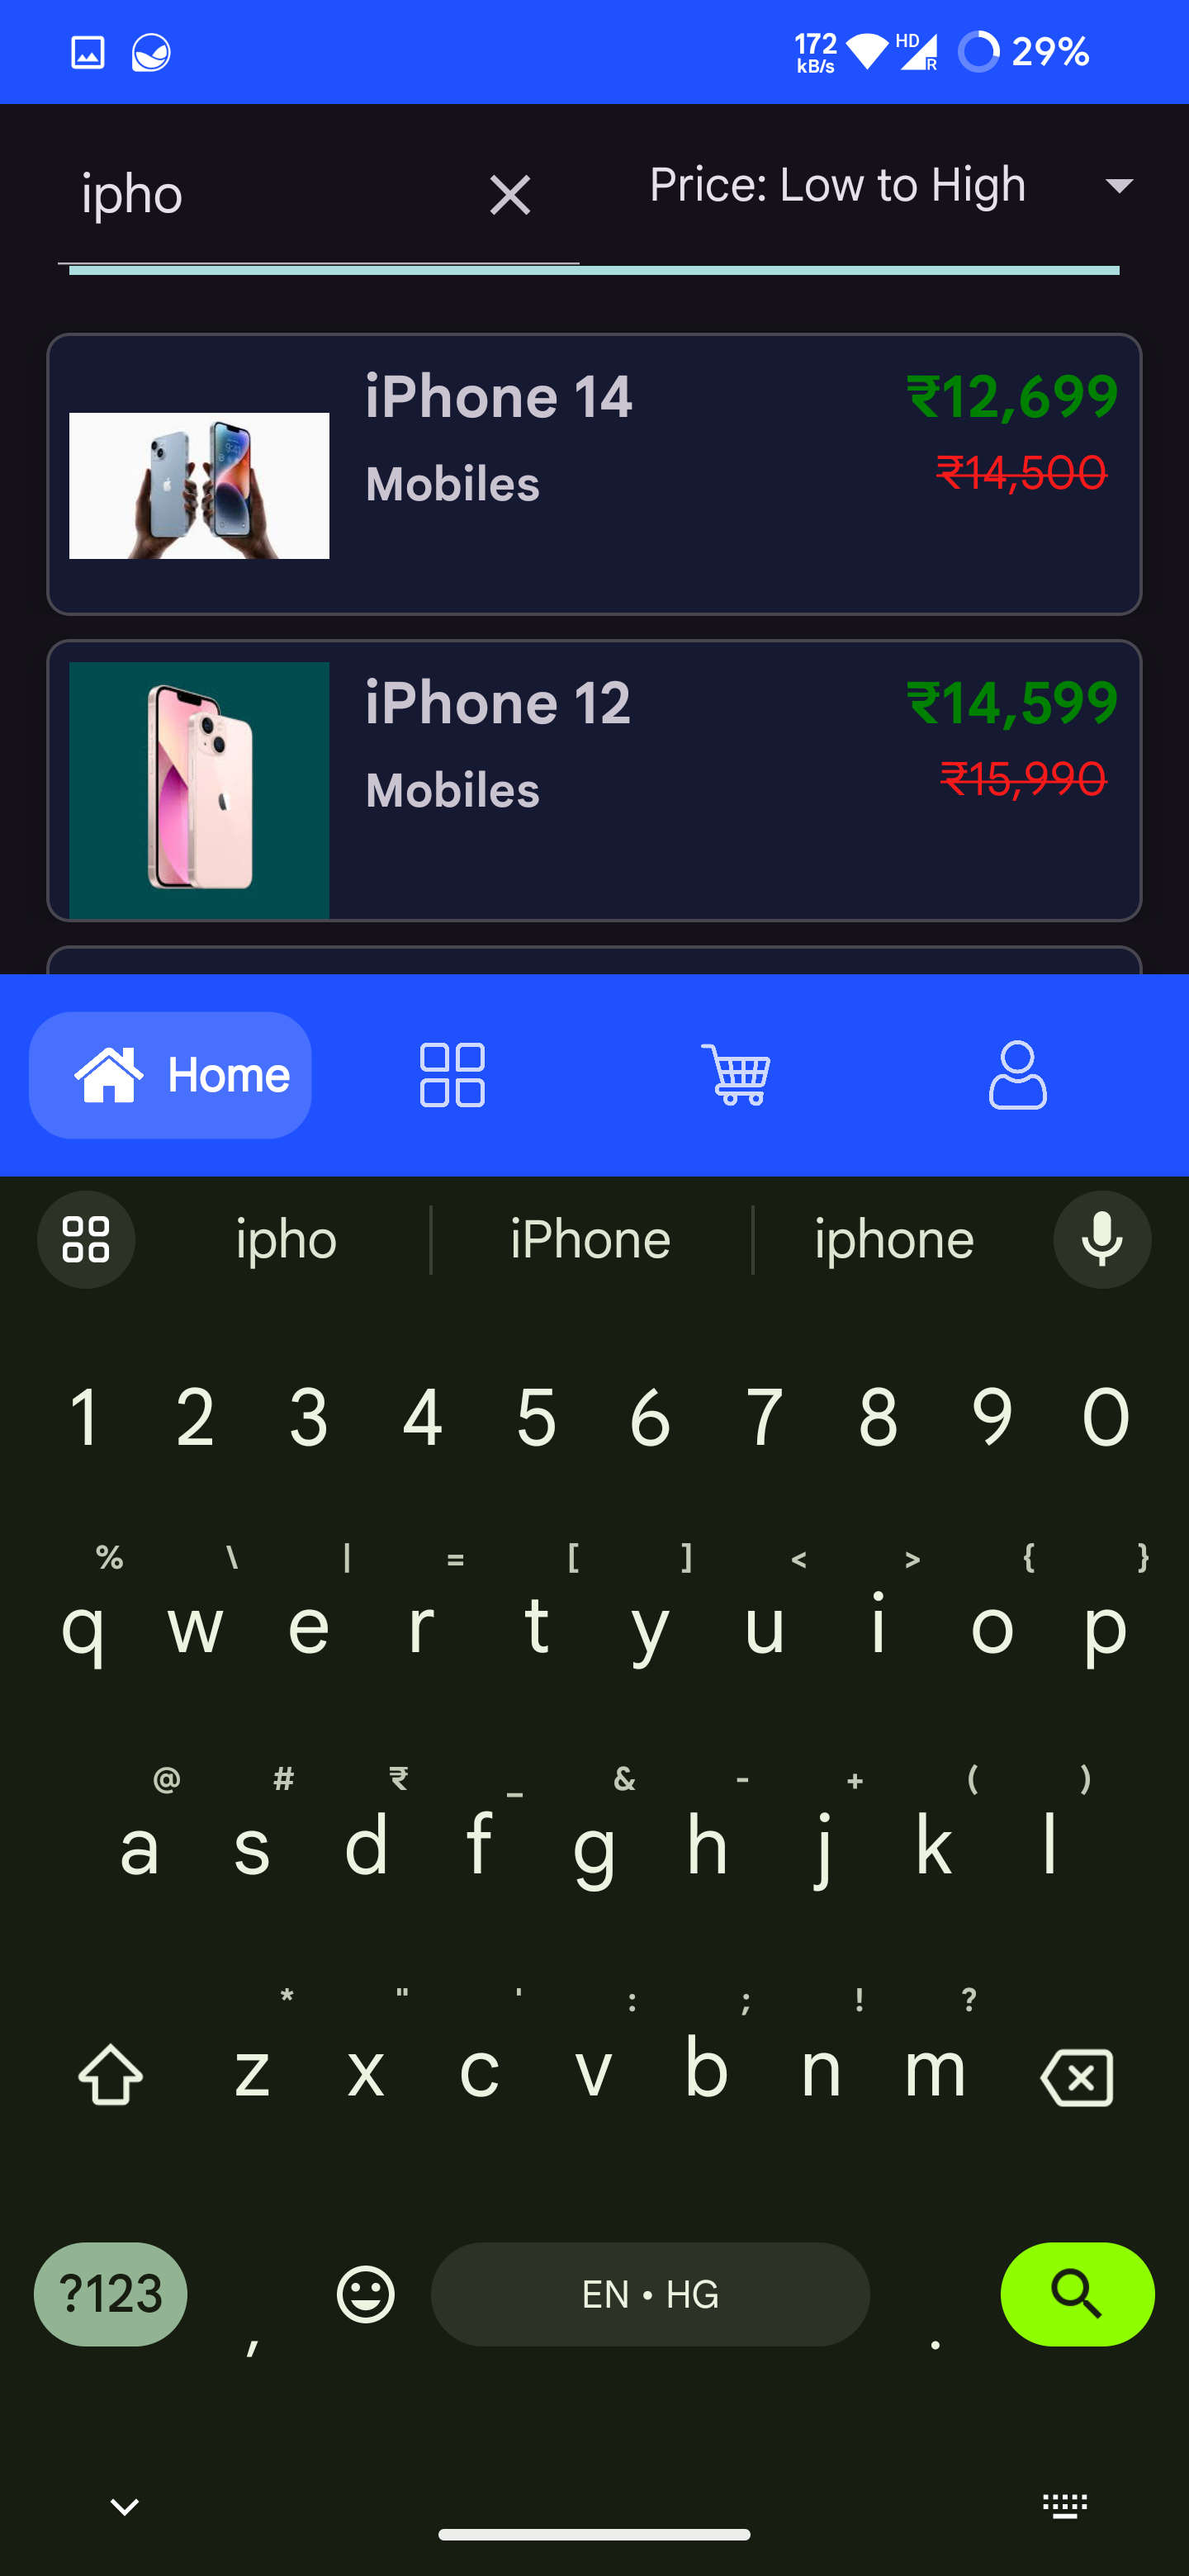 172 kB/s HD R 29%
ipho
Price: Low to High
iPhone 14 ₹12,699
Mobiles ₹14,500
iPhone 12 ₹14,599
Mobiles ₹15,990
Home
ipho iPhone iphone
1 2 3 4 5 6 7 8 9 0
% \ | = [ ] < > { }
q w e r t y u i o p
@ # ₹ _ & - + ( )
a s d f g h j k l
* " ' : ; ! ?
z x c v b n m
?123 , EN • HG .